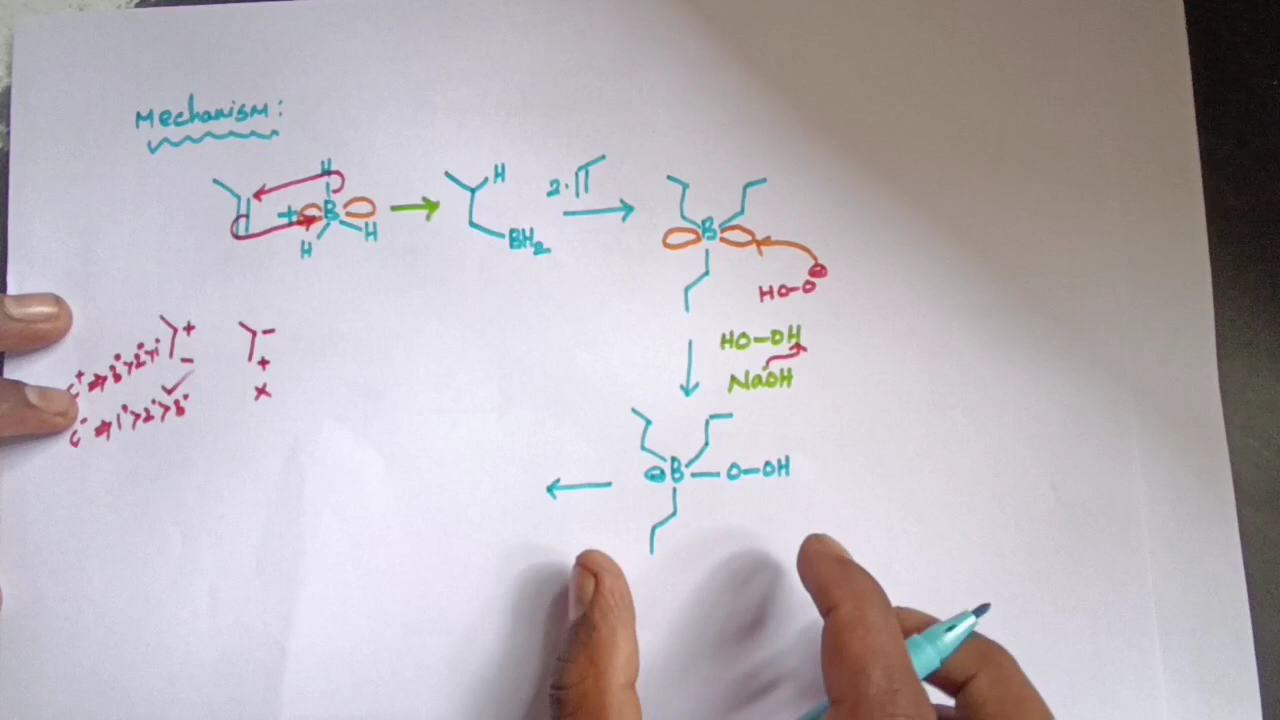 Mechanism:
H
+ B
H H
H
BH2
2.
B
HO-O⊖
HO-OH
NaOH
⊖B-O-OH
+ -
- +
✓ ×
C+ ⇒ 3°>2°>1°
C- ⇒ 1°>2°>3°